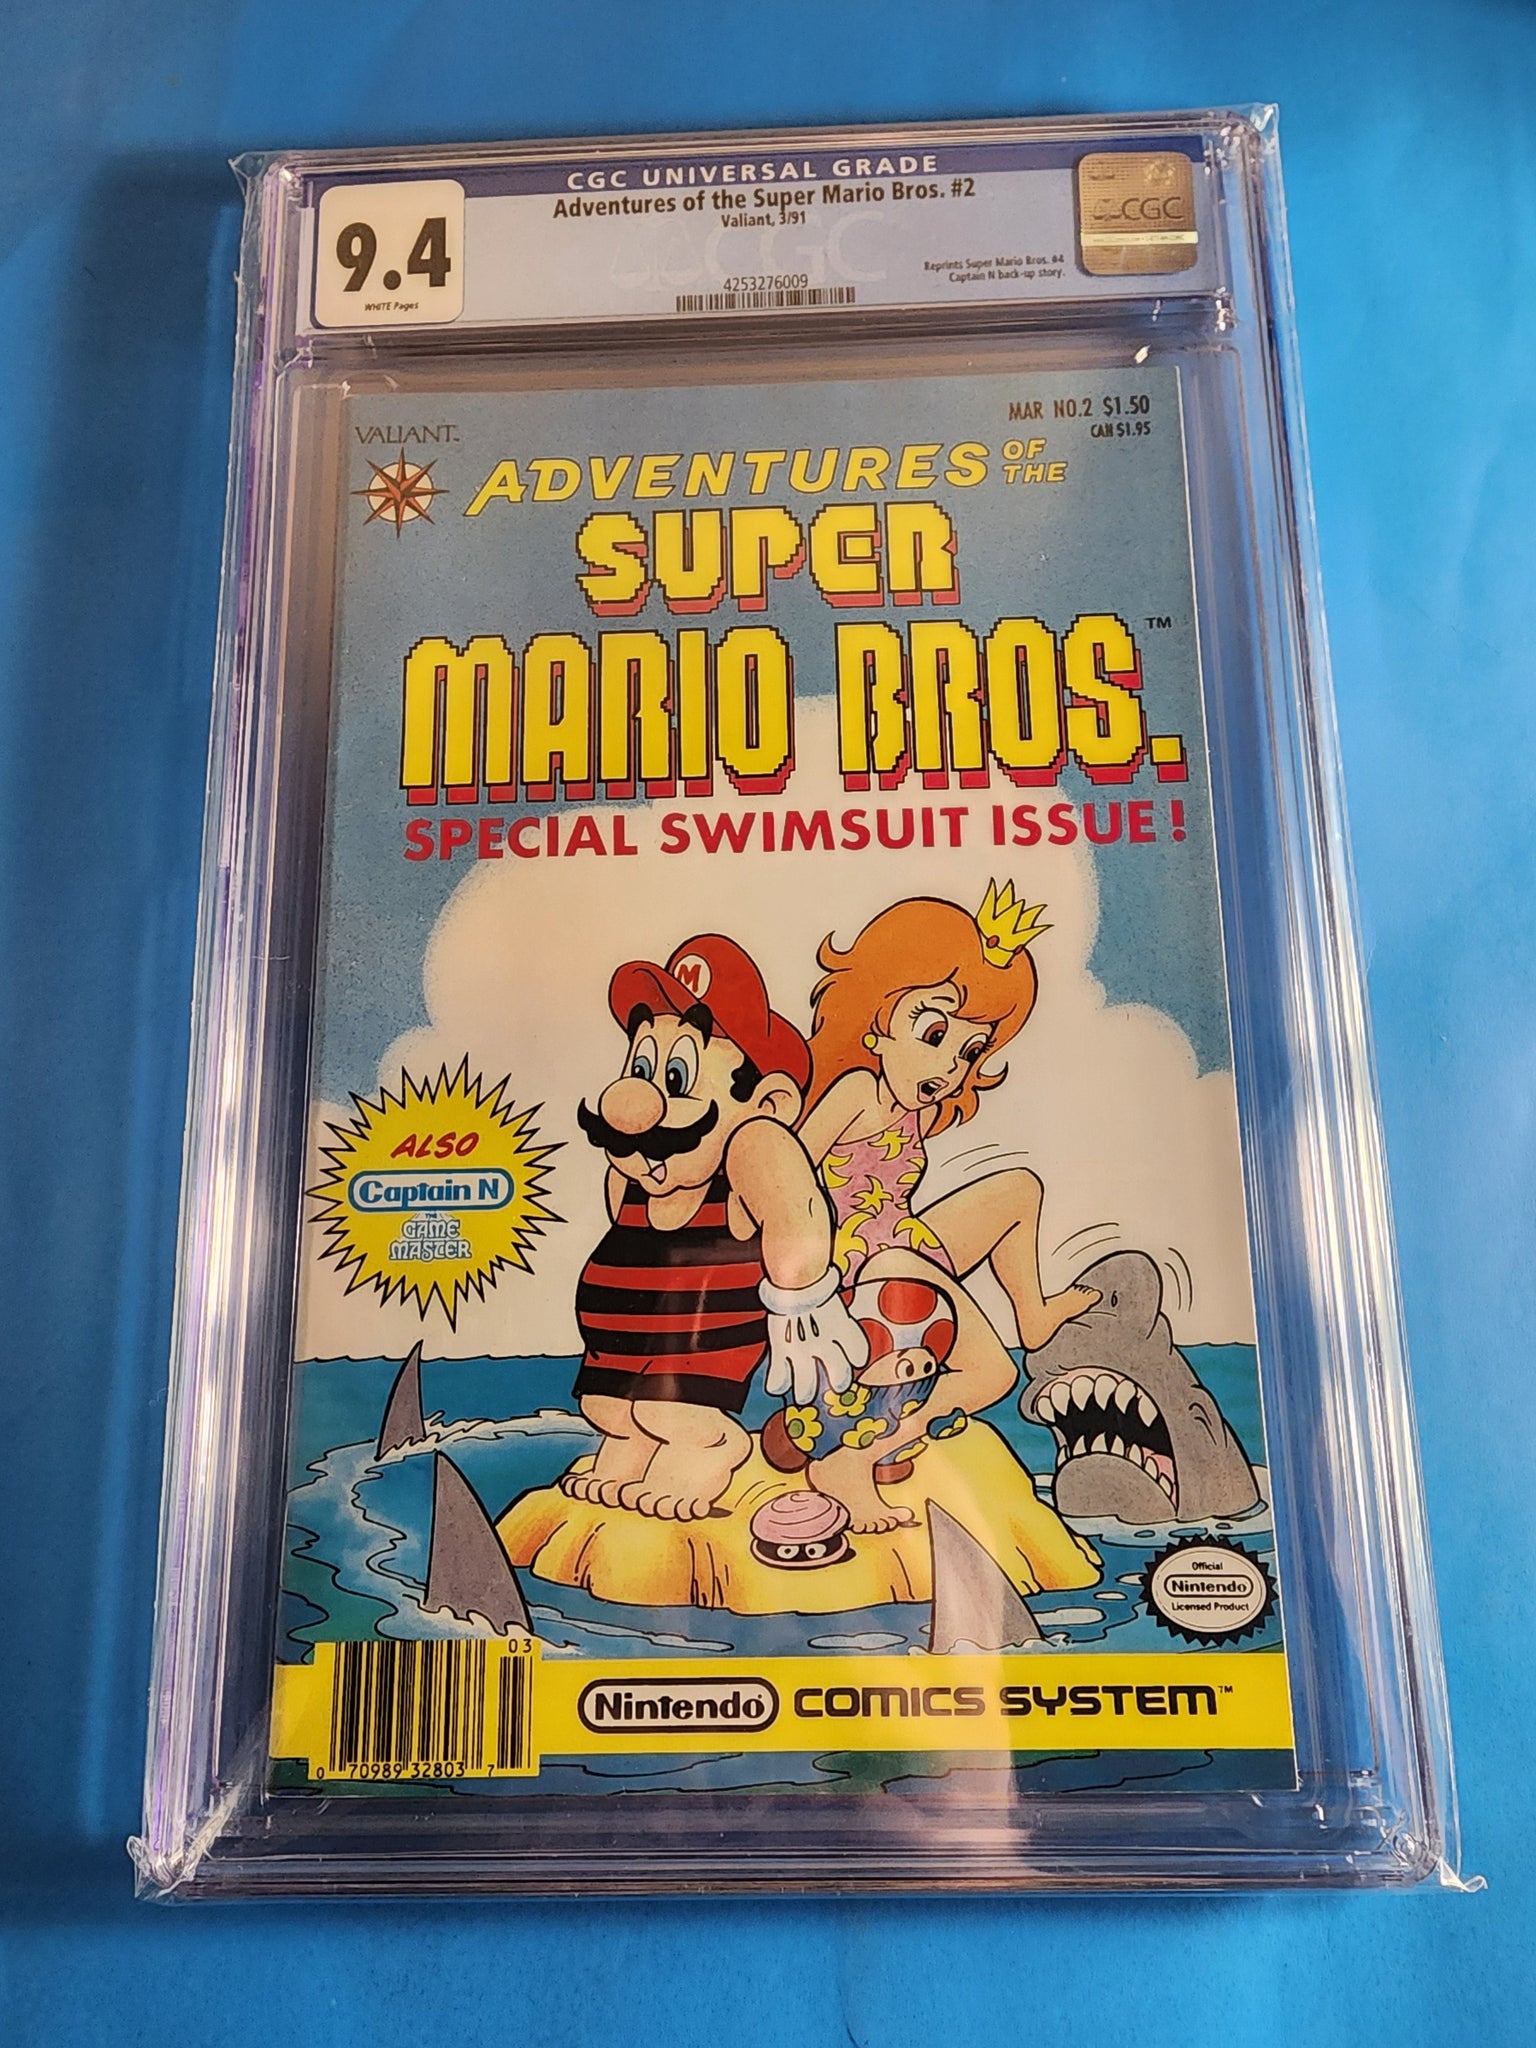 CGC UNIVERSAL GRADE
9.4
WHITE Pages
Adventures of the Super Mario Bros. #2
Valiant, 3/91
CGC
4253276009
Reprints Super Mario Bros. #4
Captain N back-up story.
CGC
VALIANT™
MAR NO.2 $1.50
CAN $1.95
ADVENTURES OF THE
SUPER
MARIO BROS.™
SPECIAL SWIMSUIT ISSUE!
M
ALSO
Captain N
THE
GAME
MASTER
Official
Nintendo
Licensed Product
03
0 70989 32803 7
Nintendo® COMICS SYSTEM™